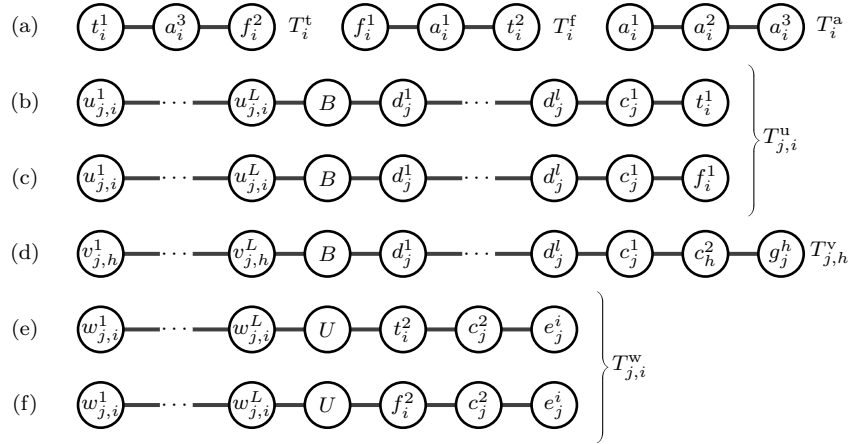 (a) t_i^1 a_i^3 f_i^2 T_i^t f_i^1 a_i^1 t_i^2 T_i^f a_i^1 a_i^2 a_i^3 T_i^a
(b) u_{j,i}^1 ··· u_{j,i}^L B d_j^1 ··· d_j^l c_j^1 t_i^1
T_{j,i}^u
(c) u_{j,i}^1 ··· u_{j,i}^L B d_j^1 ··· d_j^l c_j^1 f_i^1
(d) v_{j,h}^1 ··· v_{j,h}^L B d_j^1 ··· d_j^l c_j^1 c_h^2 g_j^h T_{j,h}^v
(e) w_{j,i}^1 ··· w_{j,i}^L U t_i^2 c_j^2 e_j^i
T_{j,i}^w
(f) w_{j,i}^1 ··· w_{j,i}^L U f_i^2 c_j^2 e_j^i